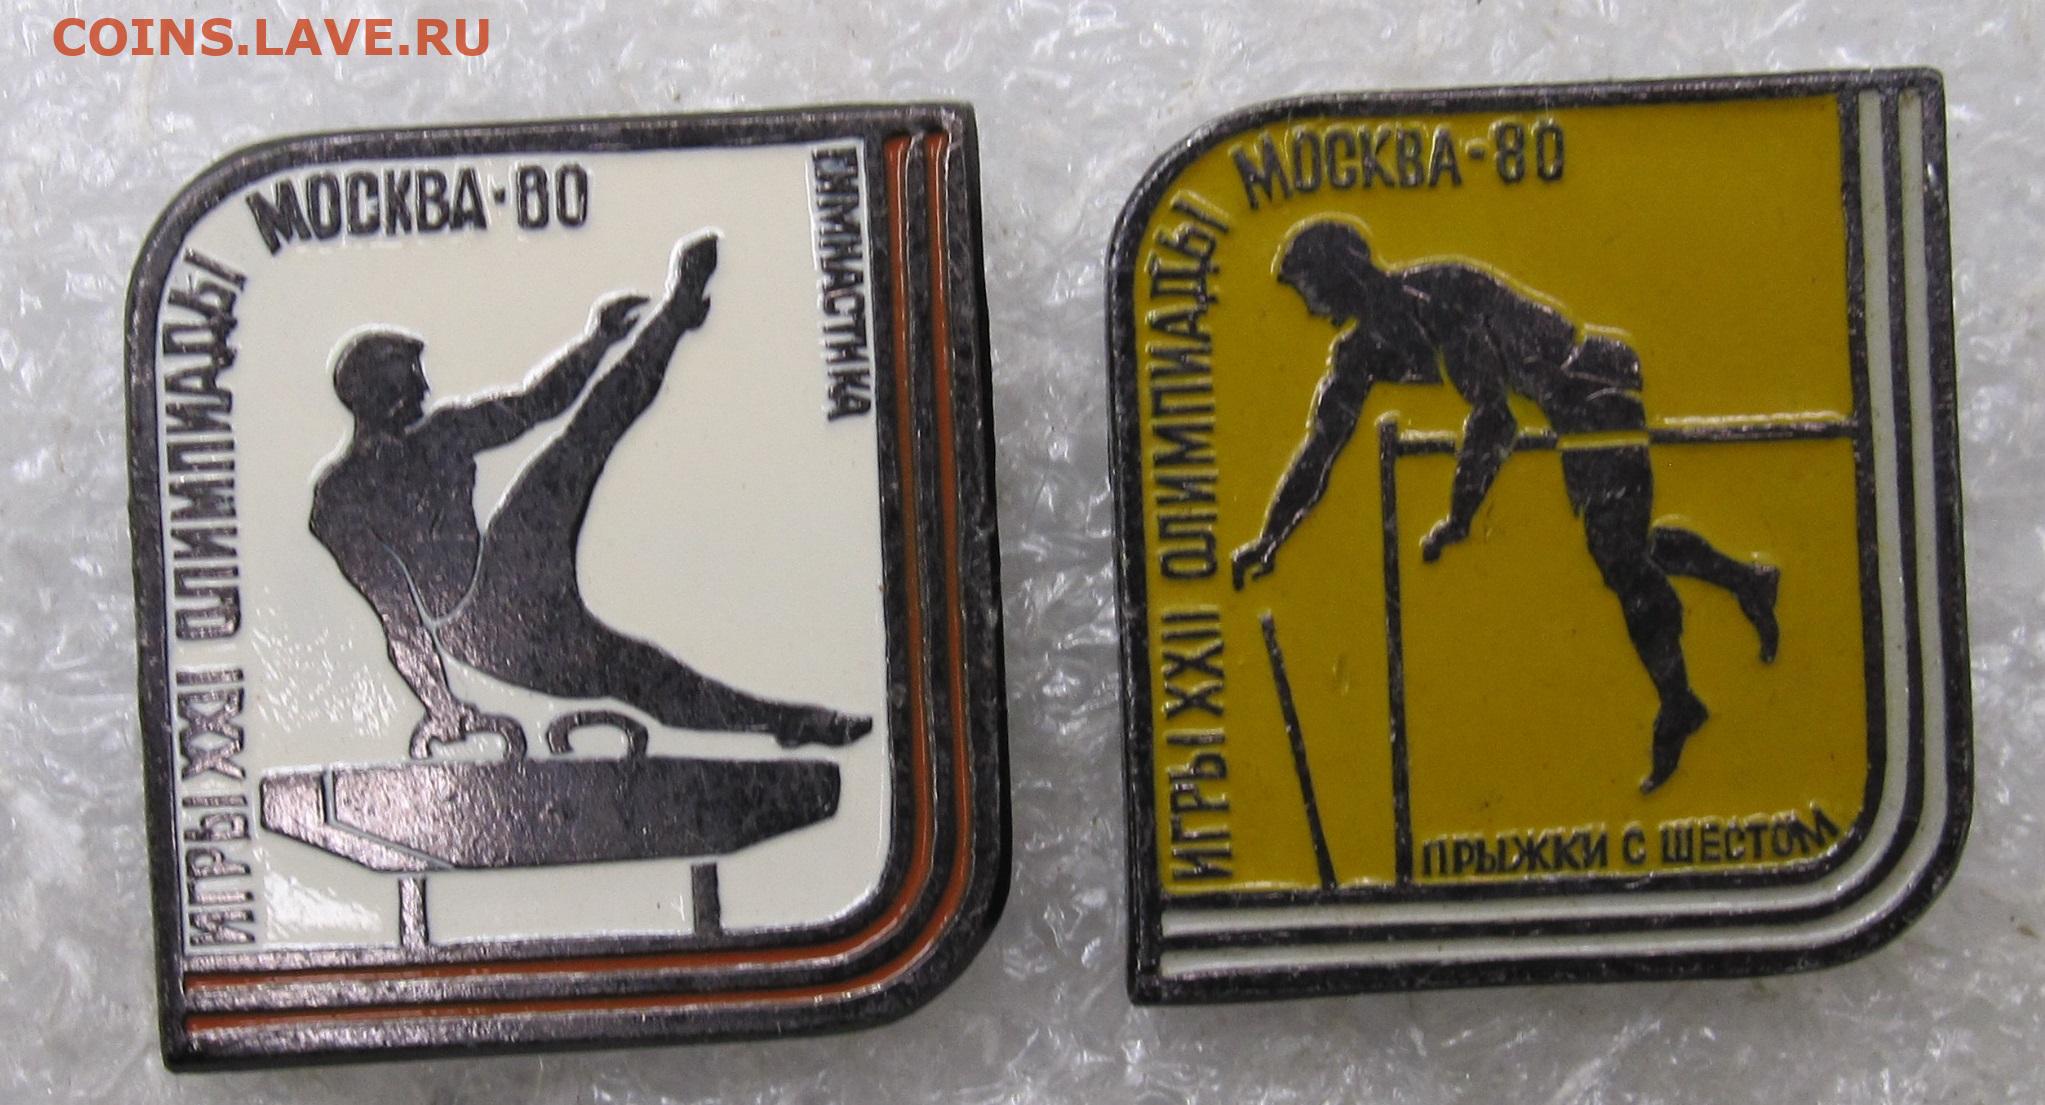 COINS.LAVE.RU
ИГРЫ XXII ОЛИМПИАДЫ
МОСКВА-80
ГИМНАСТИКА
ИГРЫ XXII ОЛИМПИАДЫ
МОСКВА-80
ПРЫЖКИ С ШЕСТОМ